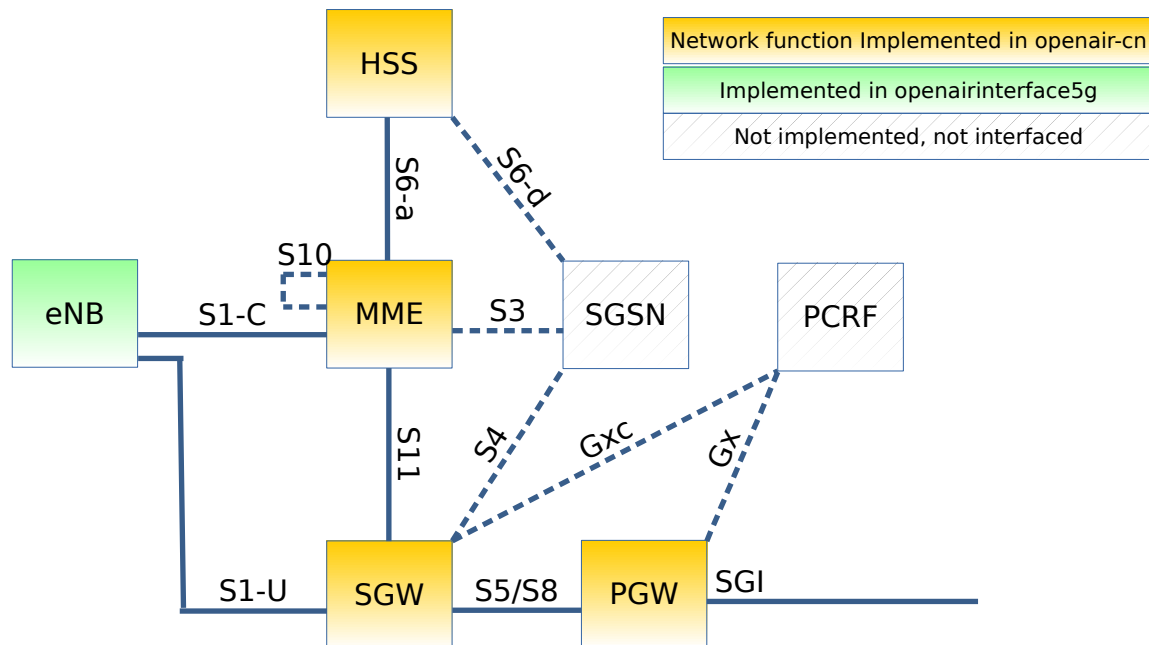 HSS
Network function Implemented in openair-cn
Implemented in openairinterface5g
Not implemented, not interfaced
S6-a
S6-d
S10
eNB
S1-C
MME
S3
SGSN
PCRF
S11
S4
Gxc
Gx
S1-U
SGW
S5/S8
PGW
SGI